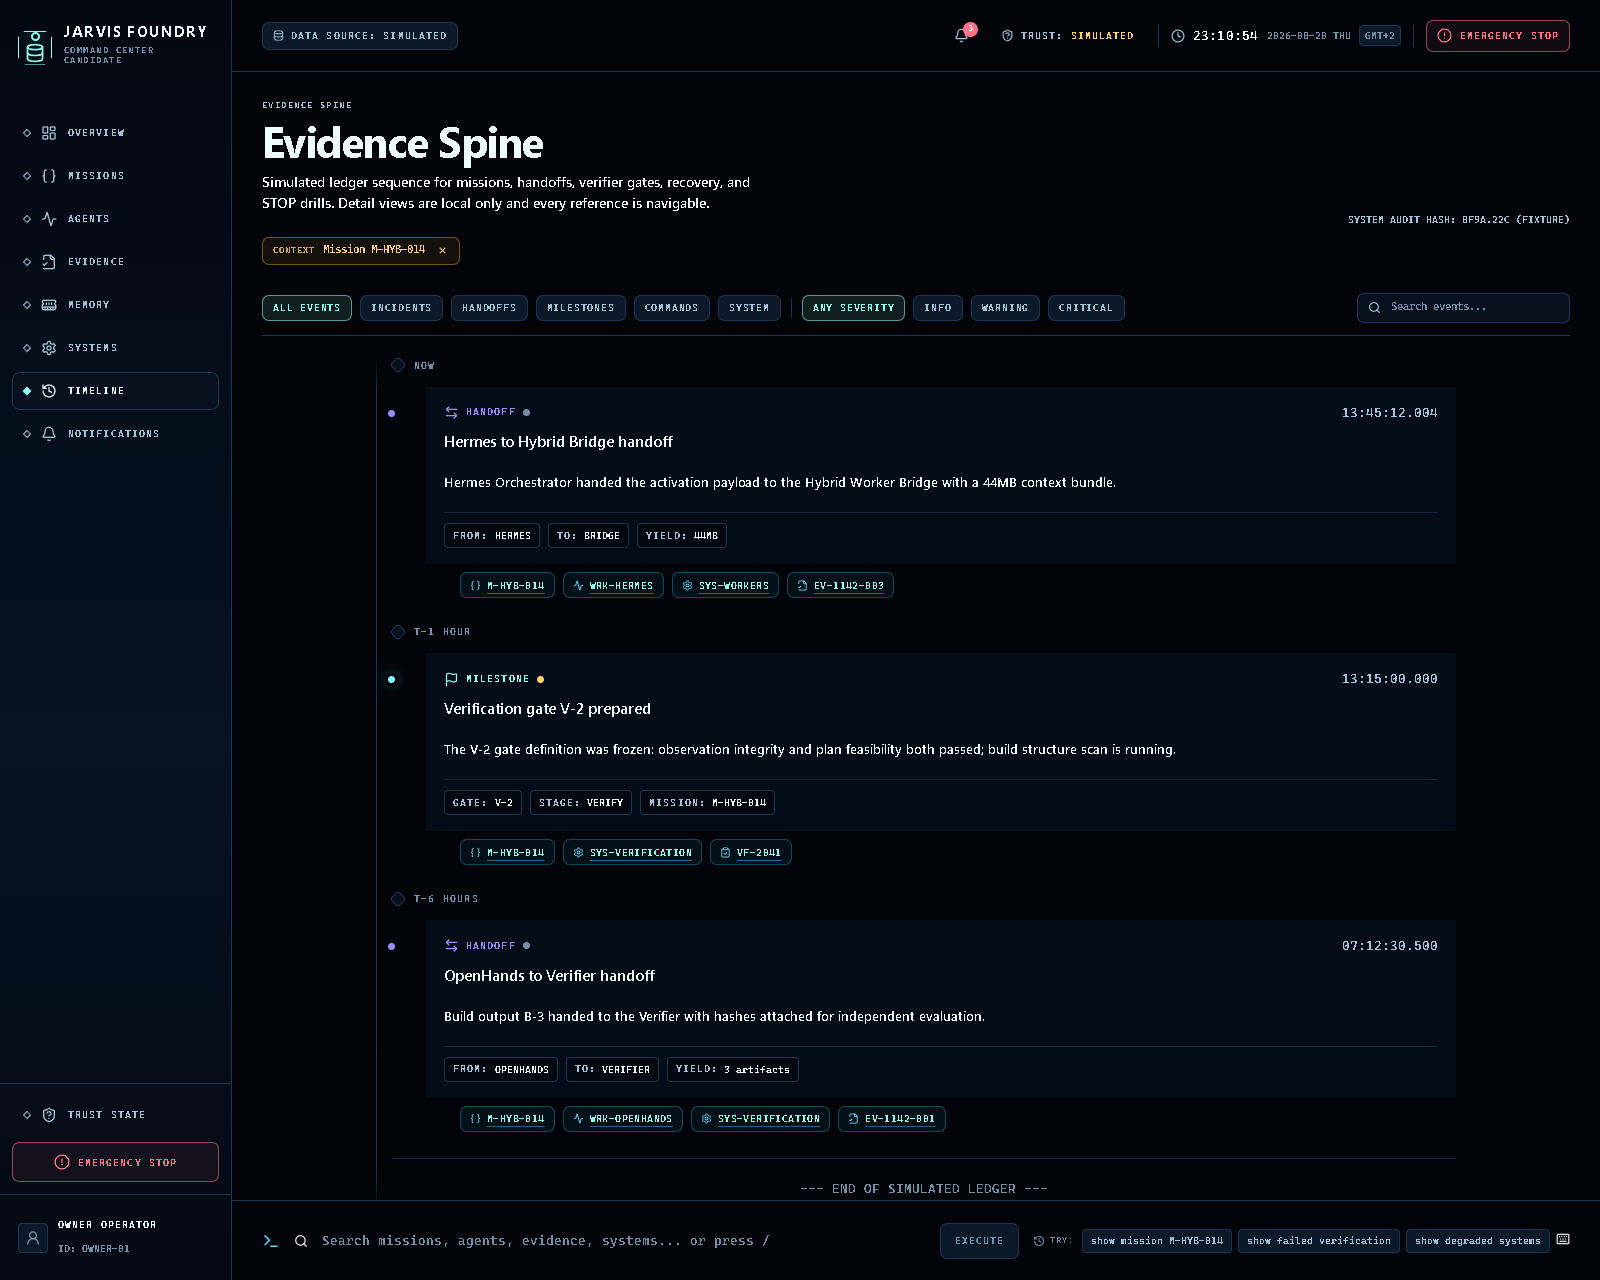 JARVIS FOUNDRY
COMMAND CENTER
CANDIDATE
OVERVIEW
MISSIONS
AGENTS
EVIDENCE
MEMORY
SYSTEMS
TIMELINE
NOTIFICATIONS
TRUST STATE
EMERGENCY STOP
OWNER OPERATOR
ID: OWNER-01
DATA SOURCE: SIMULATED
3
TRUST: SIMULATED
23:10:54 2026-08-20 THU GMT+2
EMERGENCY STOP
EVIDENCE SPINE
Evidence Spine
Simulated ledger sequence for missions, handoffs, verifier gates, recovery, and
STOP drills. Detail views are local only and every reference is navigable.
SYSTEM AUDIT HASH: 8F9A.22C (FIXTURE)
CONTEXT Mission M-HYB-014 ×
ALL EVENTS INCIDENTS HANDOFFS MILESTONES COMMANDS SYSTEM ANY SEVERITY INFO WARNING CRITICAL
Search events...
NOW
HANDOFF 13:45:12.004
Hermes to Hybrid Bridge handoff
Hermes Orchestrator handed the activation payload to the Hybrid Worker Bridge with a 44MB context bundle.
FROM: HERMES TO: BRIDGE YIELD: 44MB
M-HYB-014 WRK-HERMES SYS-WORKERS EV-1142-003
T-1 HOUR
MILESTONE 13:15:00.000
Verification gate V-2 prepared
The V-2 gate definition was frozen: observation integrity and plan feasibility both passed; build structure scan is running.
GATE: V-2 STAGE: VERIFY MISSION: M-HYB-014
M-HYB-014 SYS-VERIFICATION VF-2041
T-6 HOURS
HANDOFF 07:12:30.500
OpenHands to Verifier handoff
Build output B-3 handed to the Verifier with hashes attached for independent evaluation.
FROM: OPENHANDS TO: VERIFIER YIELD: 3 artifacts
M-HYB-014 WRK-OPENHANDS SYS-VERIFICATION EV-1142-001
--- END OF SIMULATED LEDGER ---
Search missions, agents, evidence, systems... or press /
EXECUTE
TRY: show mission M-HYB-014 show failed verification show degraded systems